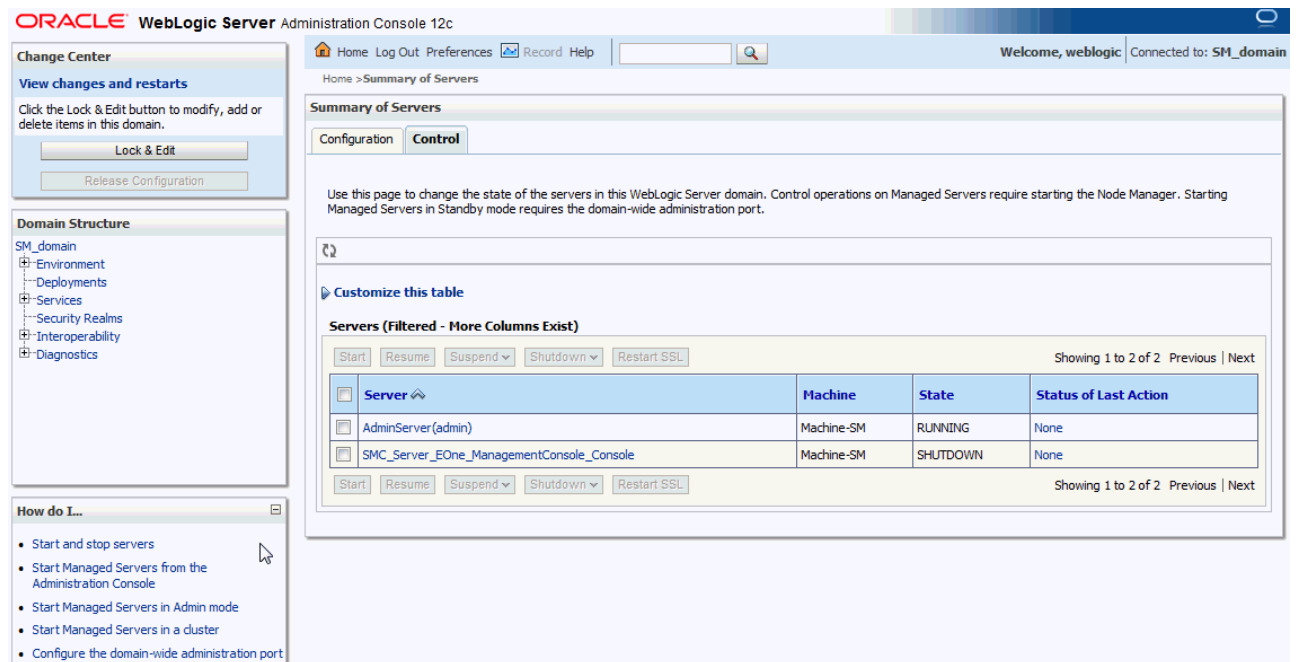 ORACLE WebLogic Server Administration Console 12c
Change Center
View changes and restarts
Click the Lock & Edit button to modify, add or
delete items in this domain.
Lock & Edit
Release Configuration
Domain Structure
SM_domain
Environment
Deployments
Services
Security Realms
Interoperability
Diagnostics
How do I...
Start and stop servers
Start Managed Servers from the
Administration Console
Start Managed Servers in Admin mode
Start Managed Servers in a cluster
Configure the domain-wide administration port
Home Log Out Preferences Record Help
Welcome, weblogic Connected to: SM_domain
Home >Summary of Servers
Summary of Servers
Configuration Control
Use this page to change the state of the servers in this WebLogic Server domain. Control operations on Managed Servers require starting the Node Manager. Starting
Managed Servers in Standby mode requires the domain-wide administration port.
Customize this table
Servers (Filtered - More Columns Exist)
Start Resume Suspend Shutdown Restart SSL Showing 1 to 2 of 2 Previous | Next
Server Machine State Status of Last Action
AdminServer(admin) Machine-SM RUNNING None
SMC_Server_EOne_ManagementConsole_Console Machine-SM SHUTDOWN None
Start Resume Suspend Shutdown Restart SSL Showing 1 to 2 of 2 Previous | Next